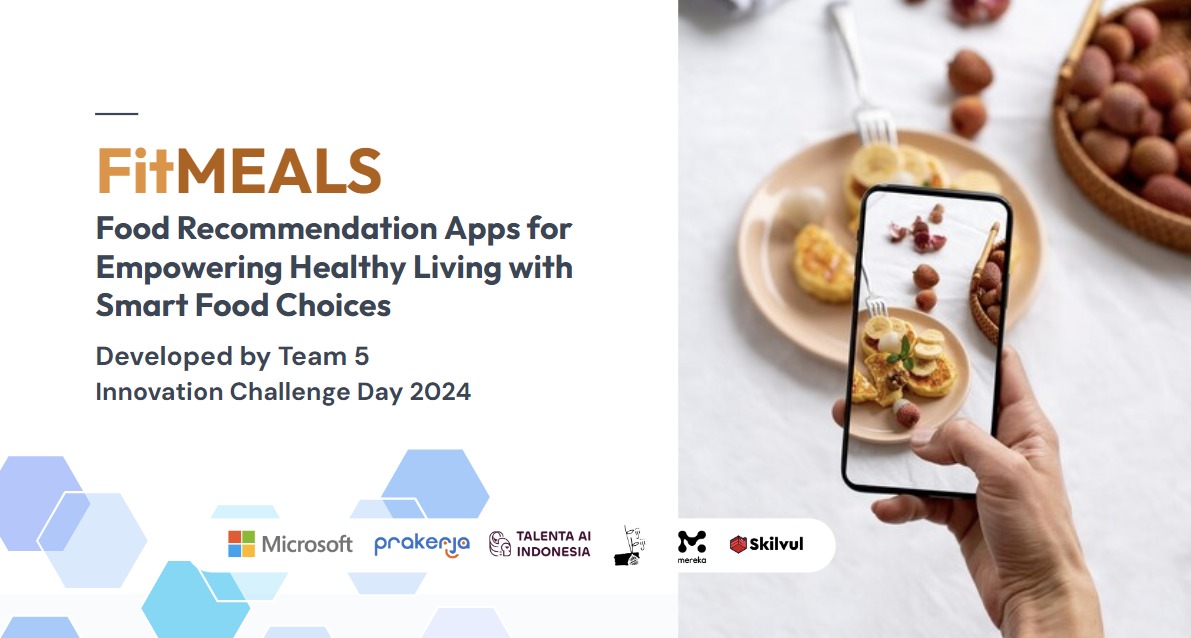 FitMEALS
Food Recommendation Apps for
Empowering Healthy Living with
Smart Food Choices
Developed by Team 5
Innovation Challenge Day 2024
Microsoft
prakerja
TALENTA AI
INDONESIA
mereka
Skilvul